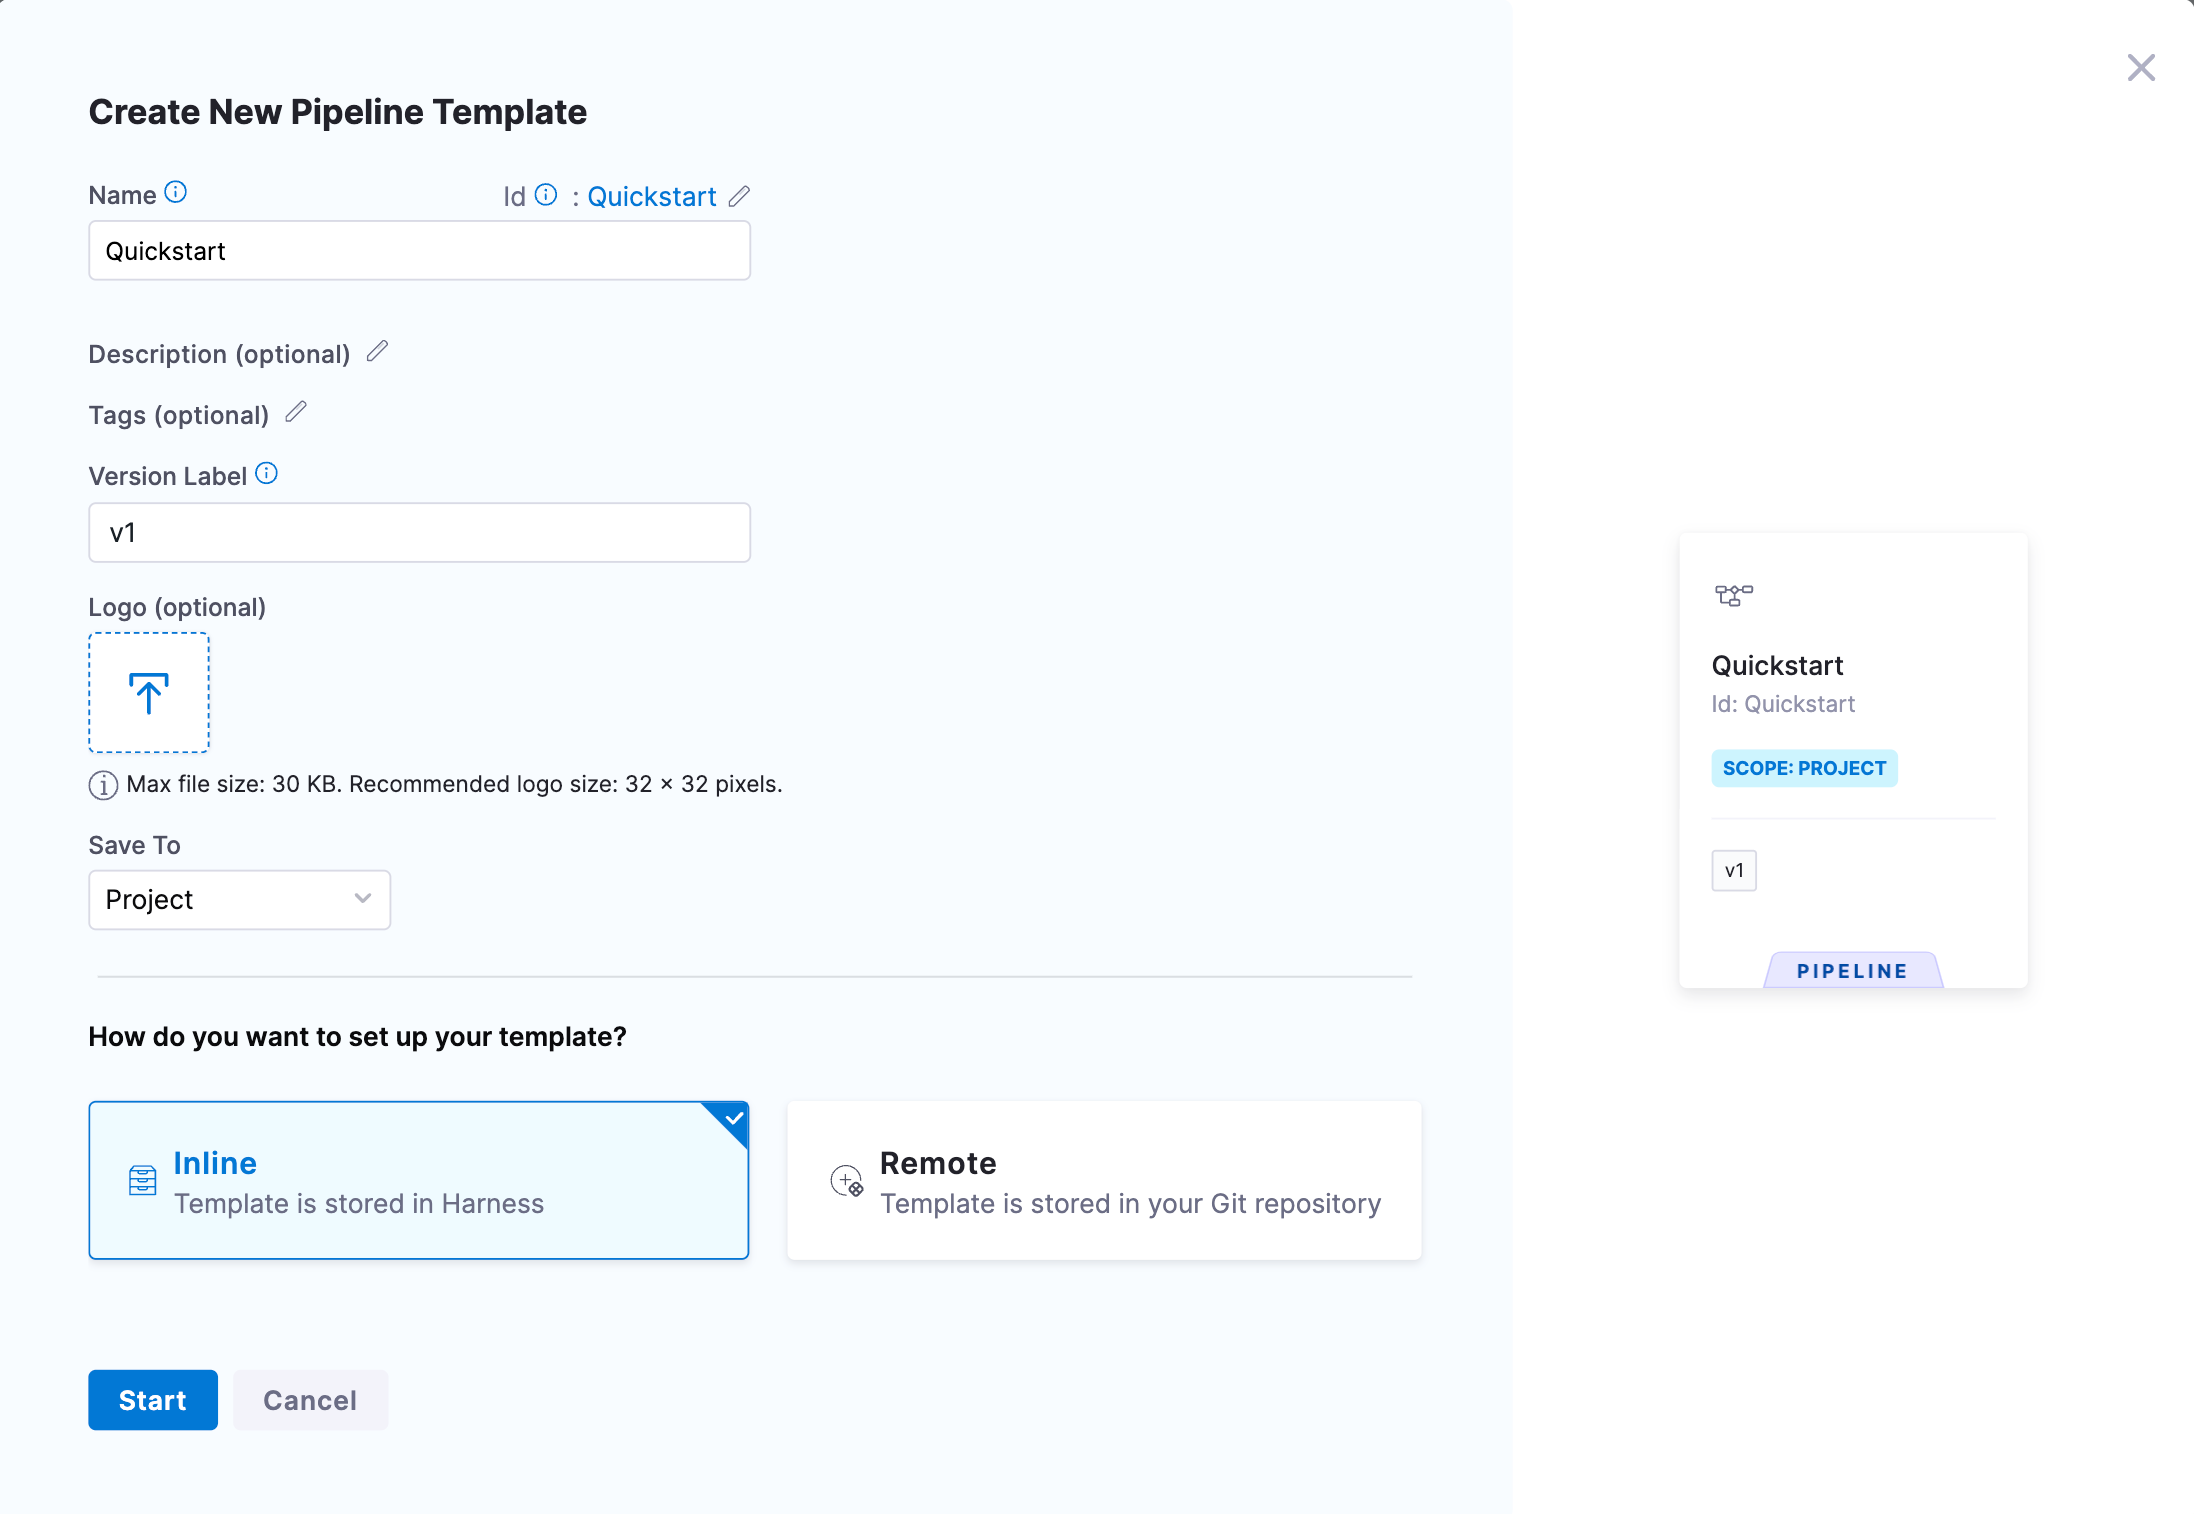 Create New Pipeline Template
Name
Id : Quickstart
Quickstart
Description (optional)
Tags (optional)
Version Label
v1
Logo (optional)
Max file size: 30 KB. Recommended logo size: 32 × 32 pixels.
Save To
Project
How do you want to set up your template?
Inline
Template is stored in Harness
Remote
Template is stored in your Git repository
Start
Cancel
Quickstart
Id: Quickstart
SCOPE: PROJECT
v1
PIPELINE